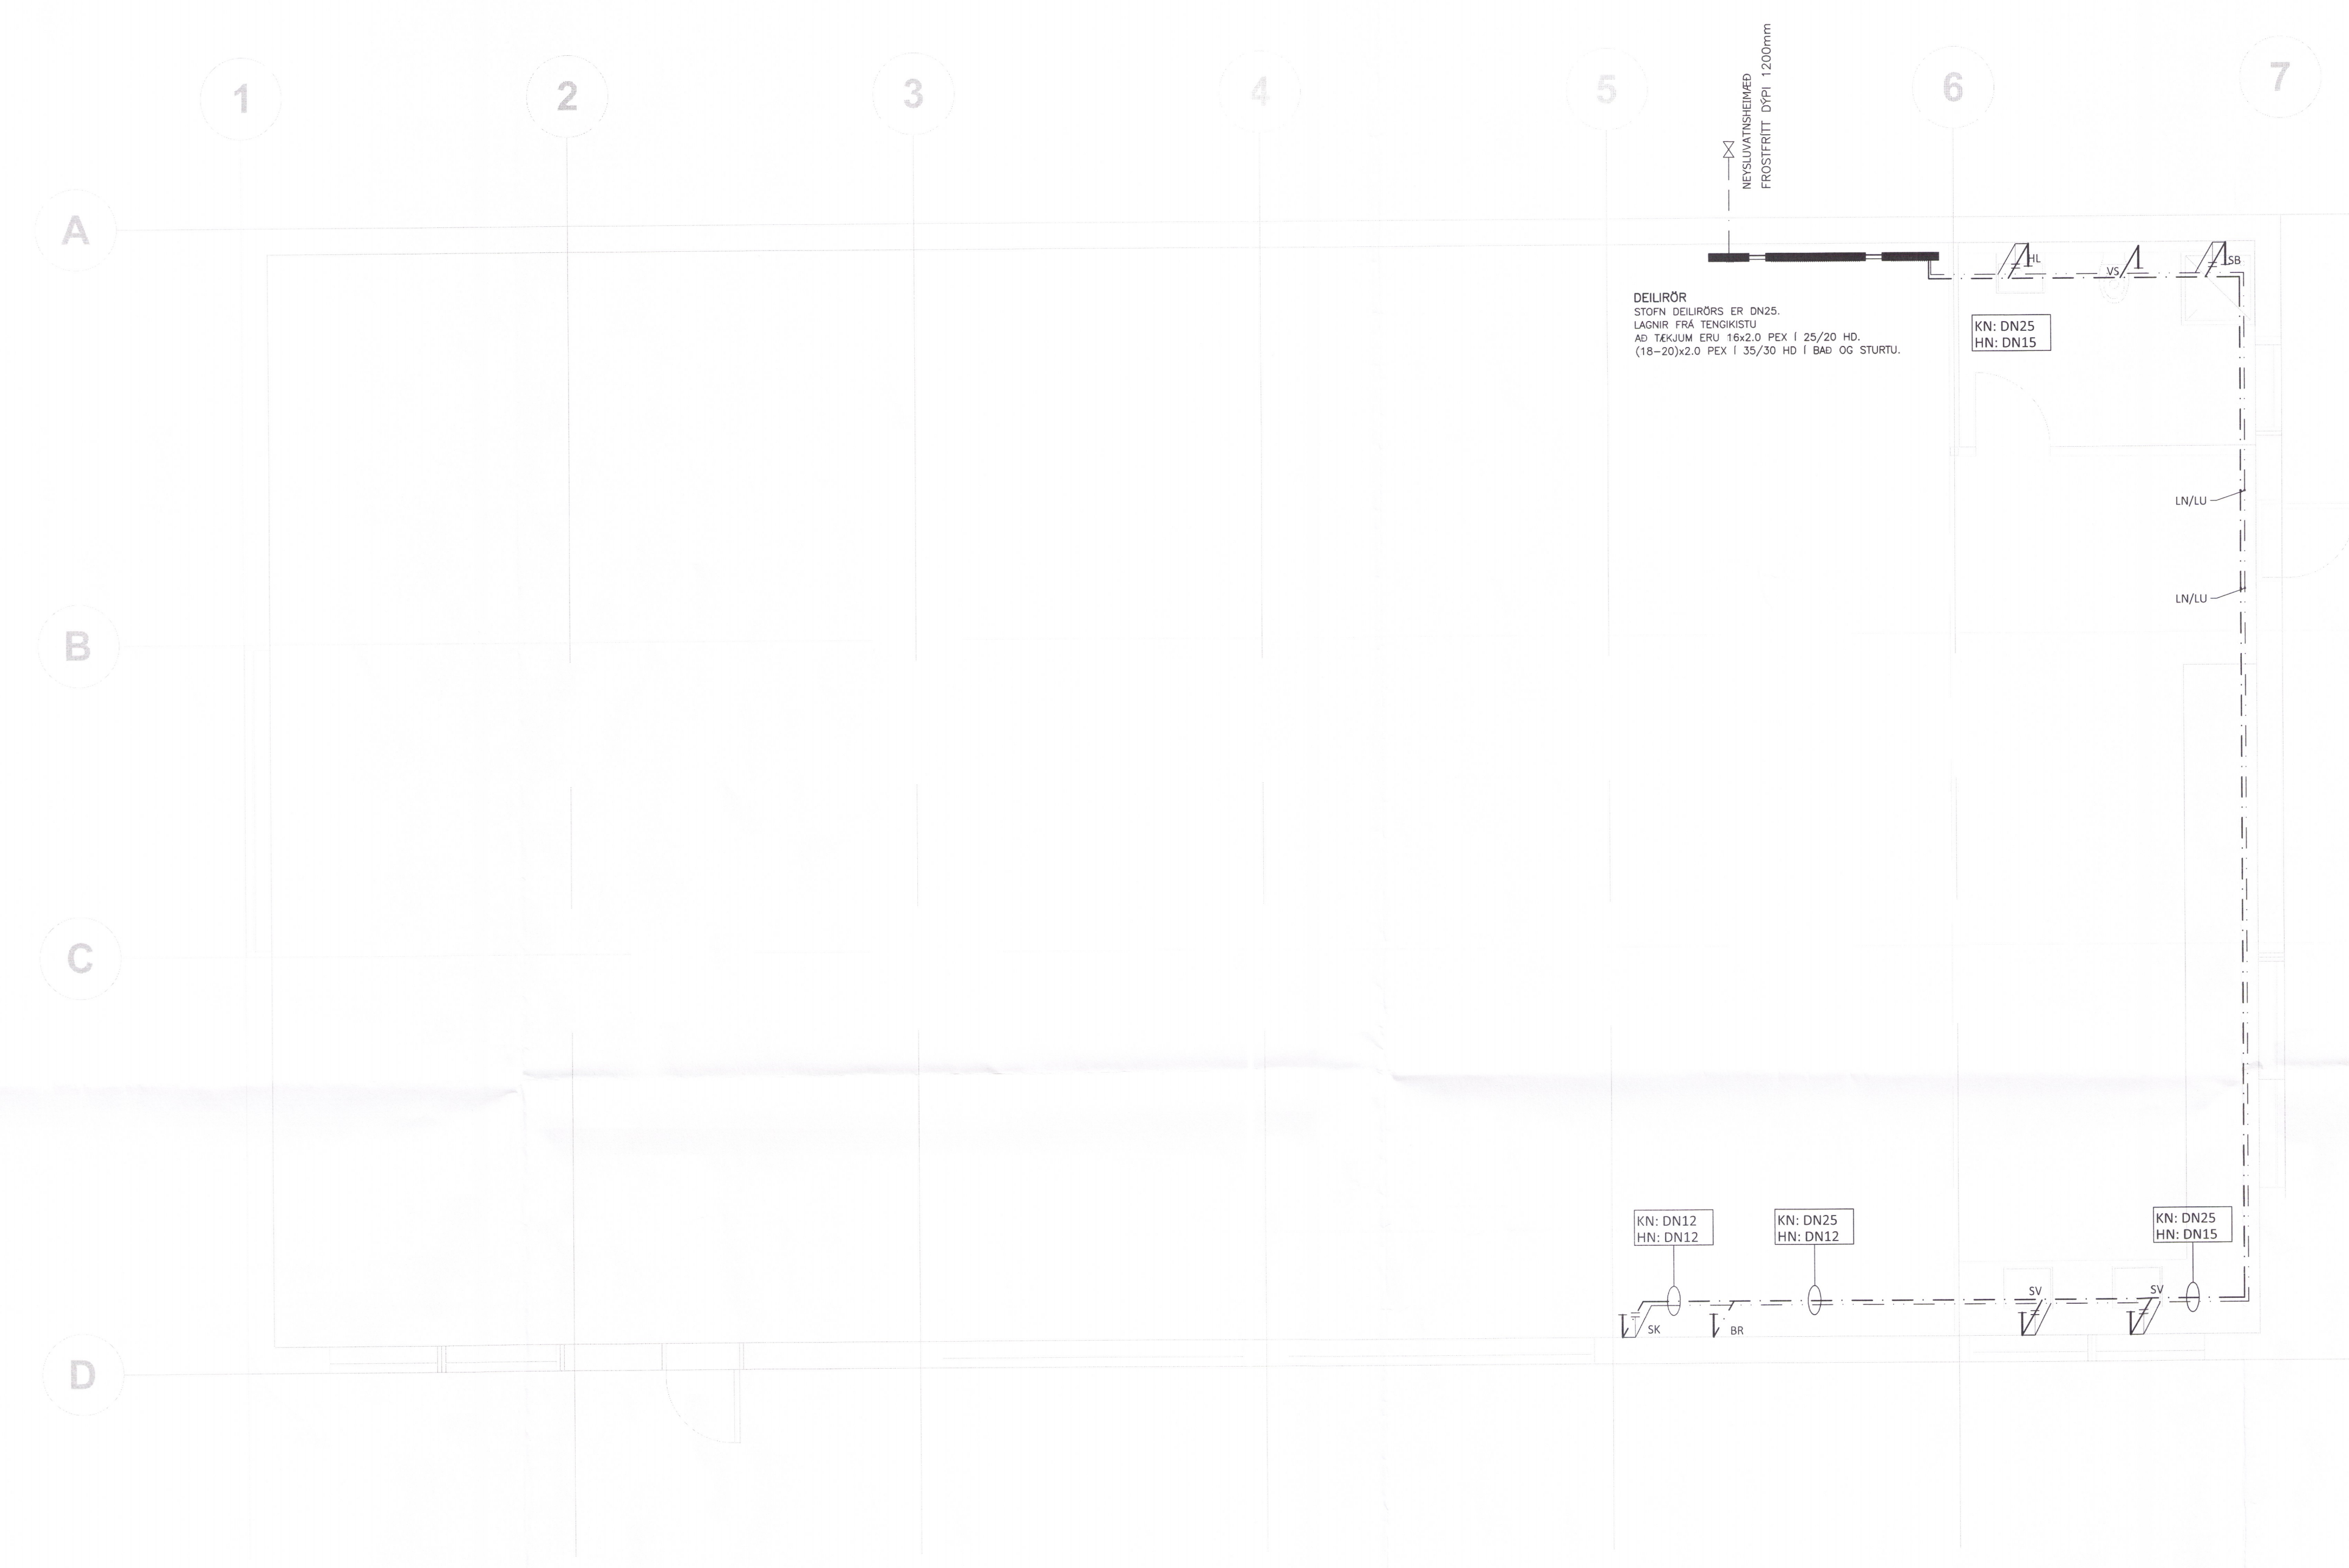 1
2
3
4
5
6
7
NEYSLUVATNSHEIMÆÐ
FROSTFRÍTT DÝPI 1200mm
A
HL
VS
SB
DEILIRÖR
STOFN DEILIRÖRS ER DN25.
LAGNIR FRÁ TENGIKISTU
AÐ TÆKJUM ERU 16x2.0 PEX Í 25/20 HD.
(18-20)x2.0 PEX Í 35/30 HD Í BAÐ OG STURTU.
KN: DN25
HN: DN15
LN/LU
LN/LU
B
C
KN: DN12
HN: DN12
KN: DN25
HN: DN12
KN: DN25
HN: DN15
SV
SV
SK
BR
D